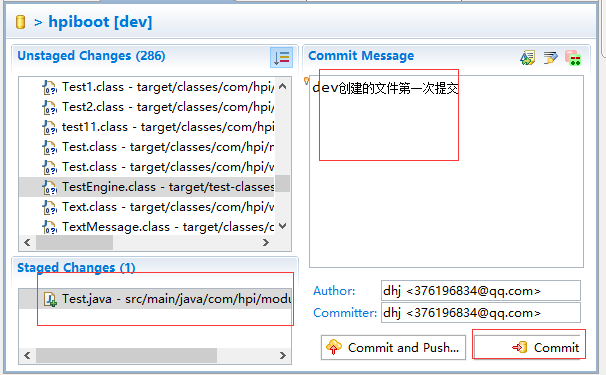 > hpiboot [dev]
Unstaged Changes (286)
Test1.class - target/classes/com/hpi/
Test2.class - target/classes/com/hpi/
test11.class - target/classes/com/hpi/
Test.class - target/classes/com/hpi/m
Test.class - target/classes/com/hpi/w
TestEngine.class - target/test-classes
Text.class - target/classes/com/hpi/w
TextMessage.class - target/classes/c
Staged Changes (1)
Test.java - src/main/java/com/hpi/modu
Commit Message
dev创建的文件第一次提交
Author: dhj <376196834@qq.com>
Committer: dhj <376196834@qq.com>
Commit and Push... Commit